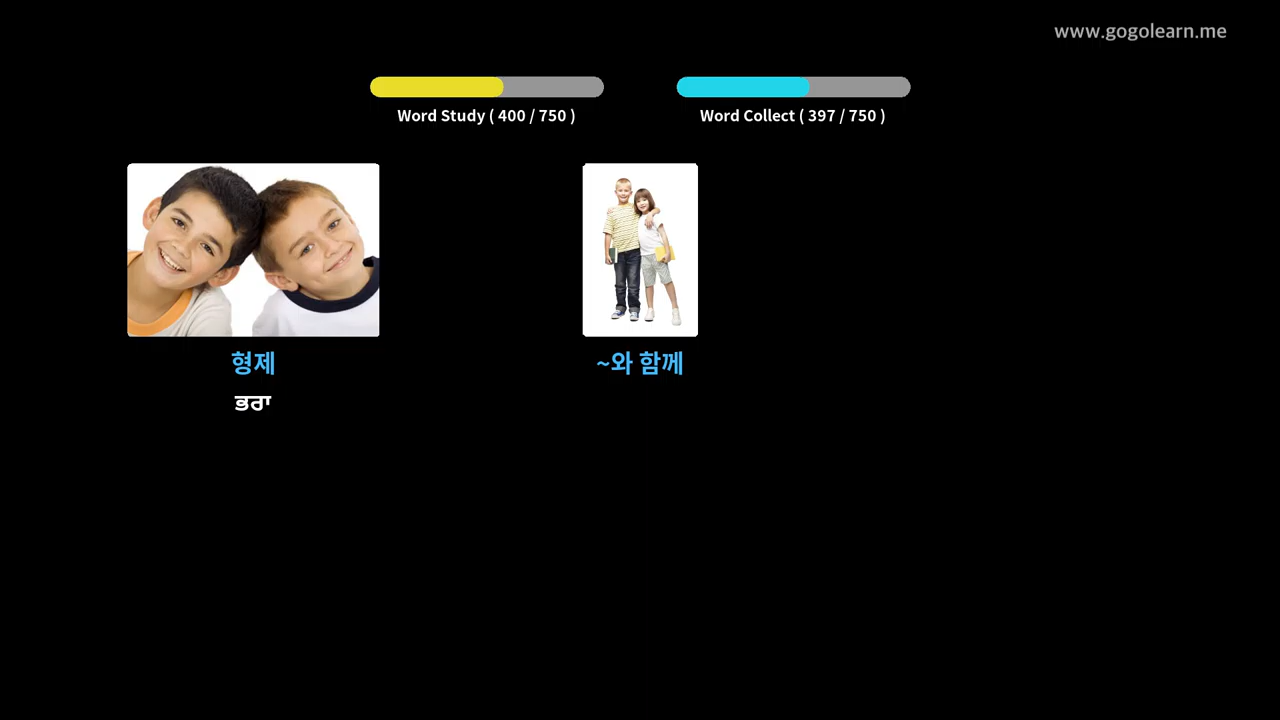 www.gogolearn.me
Word Study ( 400 / 750 )
Word Collect ( 397 / 750 )
형제
ਭਰਾ
~와 함께